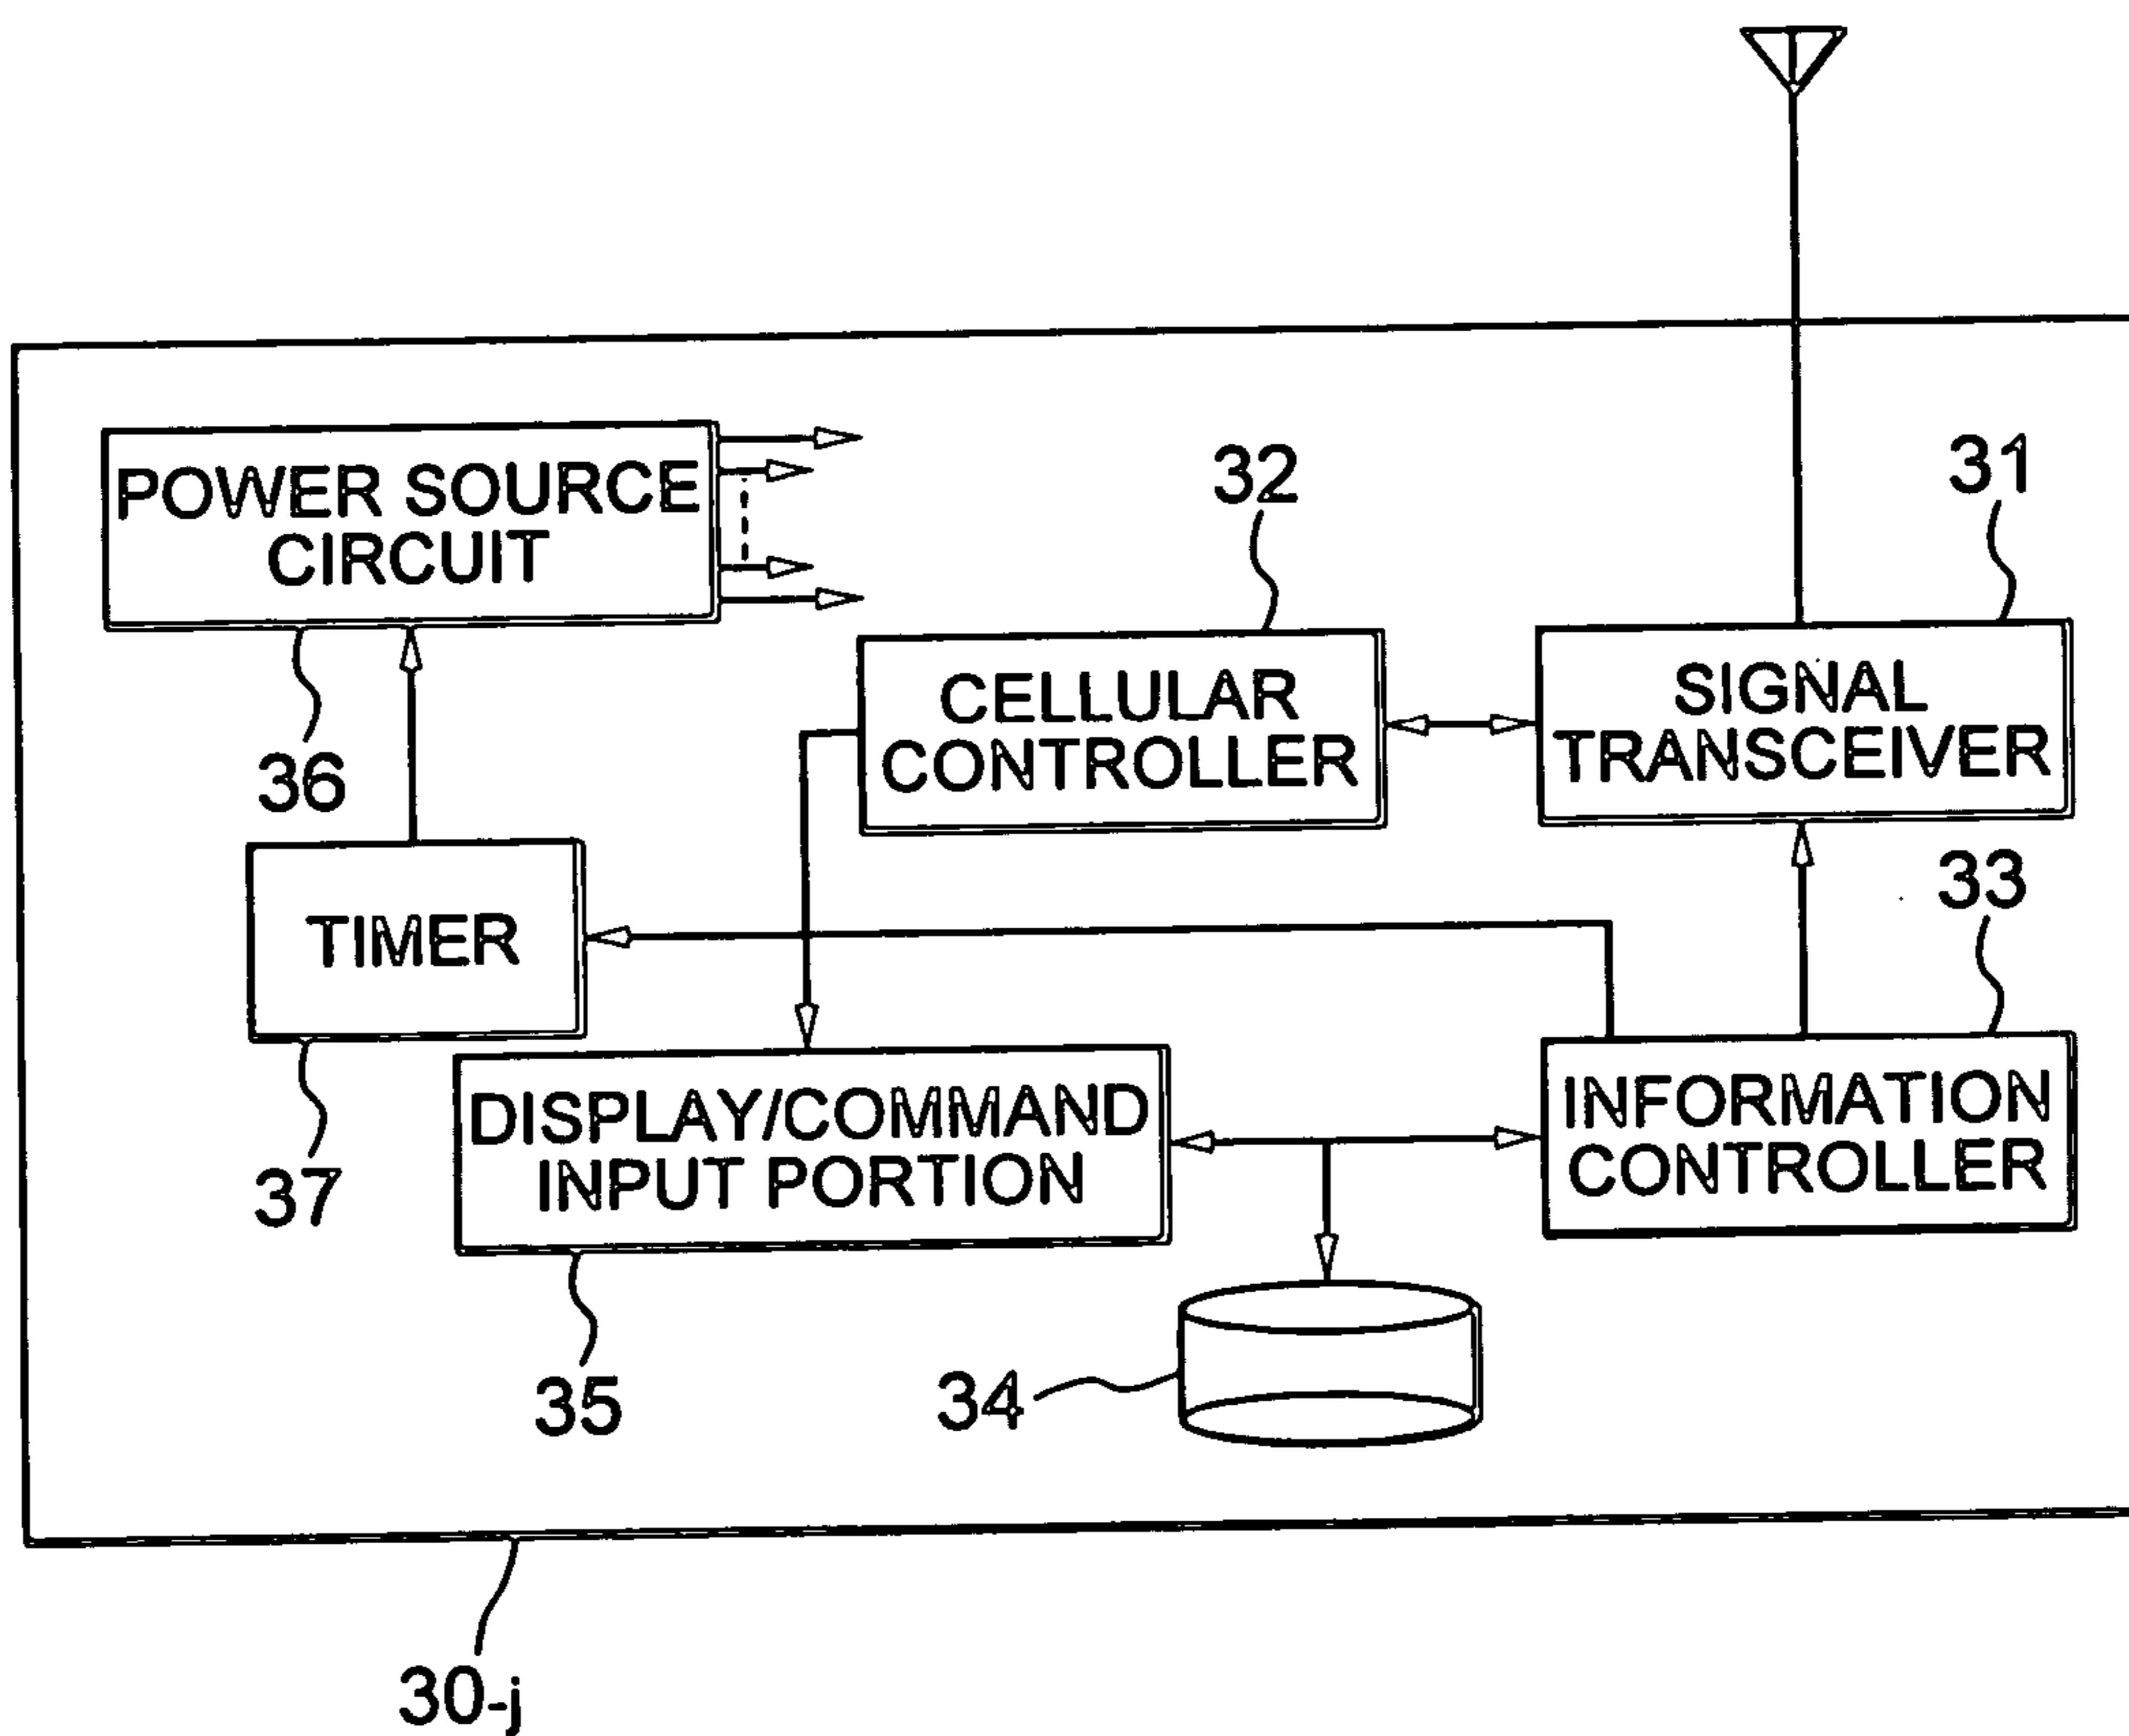 POWER SOURCE
CIRCUIT
32
31
36
CELLULAR
CONTROLLER
SIGNAL
TRANSCEIVER
33
TIMER
37
DISPLAY/COMMAND
INPUT PORTION
INFORMATION
CONTROLLER
35
34
30-j